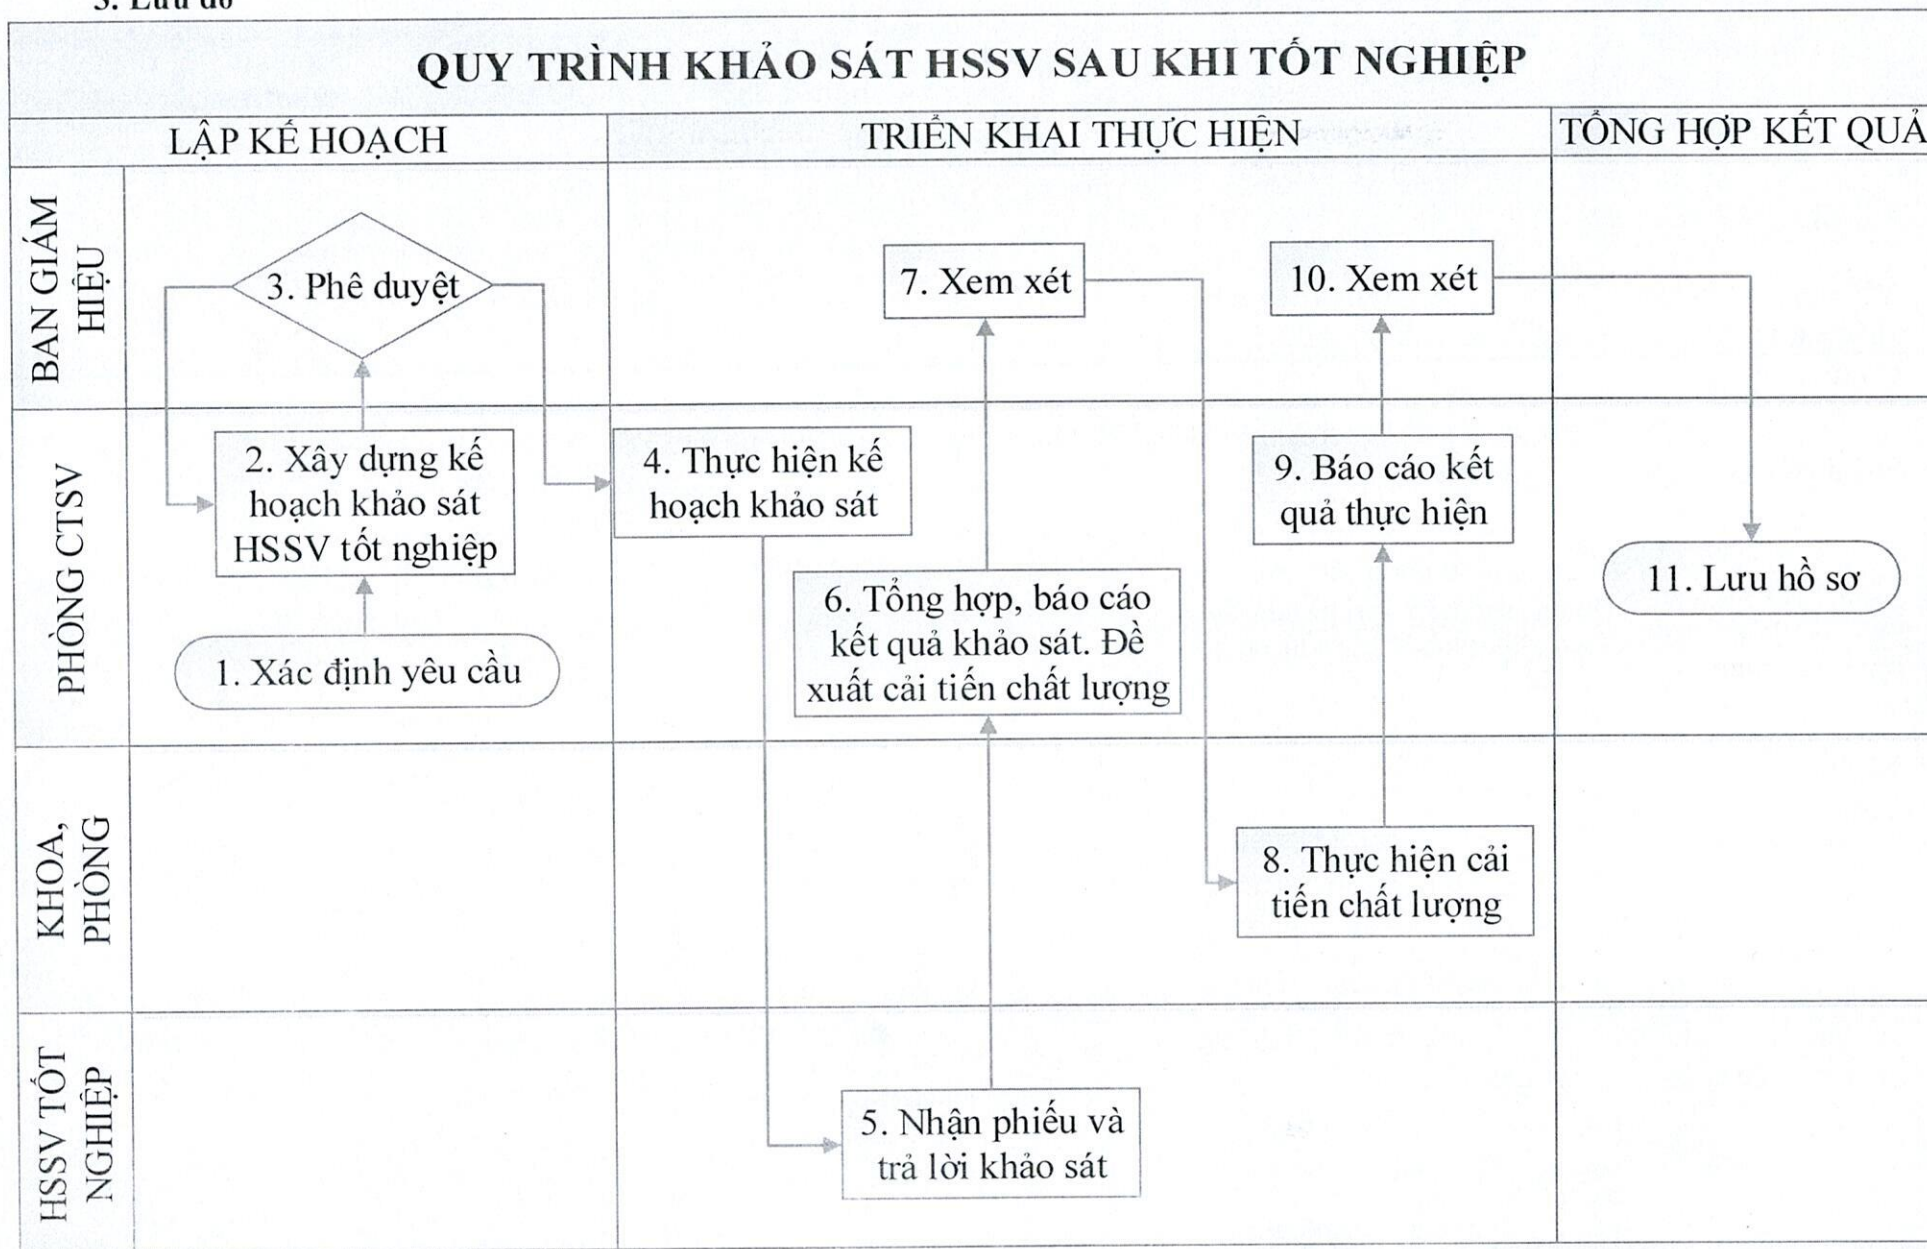 3. Lưu đồ
QUY TRÌNH KHẢO SÁT HSSV SAU KHI TỐT NGHIỆP
LẬP KẾ HOẠCH
TRIỂN KHAI THỰC HIỆN
TỔNG HỢP KẾT QUẢ
BAN GIÁM
HIỆU
3. Phê duyệt
7. Xem xét
10. Xem xét
PHÒNG CTSV
2. Xây dựng kế
hoạch khảo sát
HSSV tốt nghiệp
1. Xác định yêu cầu
4. Thực hiện kế
hoạch khảo sát
6. Tổng hợp, báo cáo
kết quả khảo sát. Đề
xuất cải tiến chất lượng
9. Báo cáo kết
quả thực hiện
11. Lưu hồ sơ
KHOA,
PHÒNG
8. Thực hiện cải
tiến chất lượng
HSSV TỐT
NGHIỆP
5. Nhận phiếu và
trả lời khảo sát